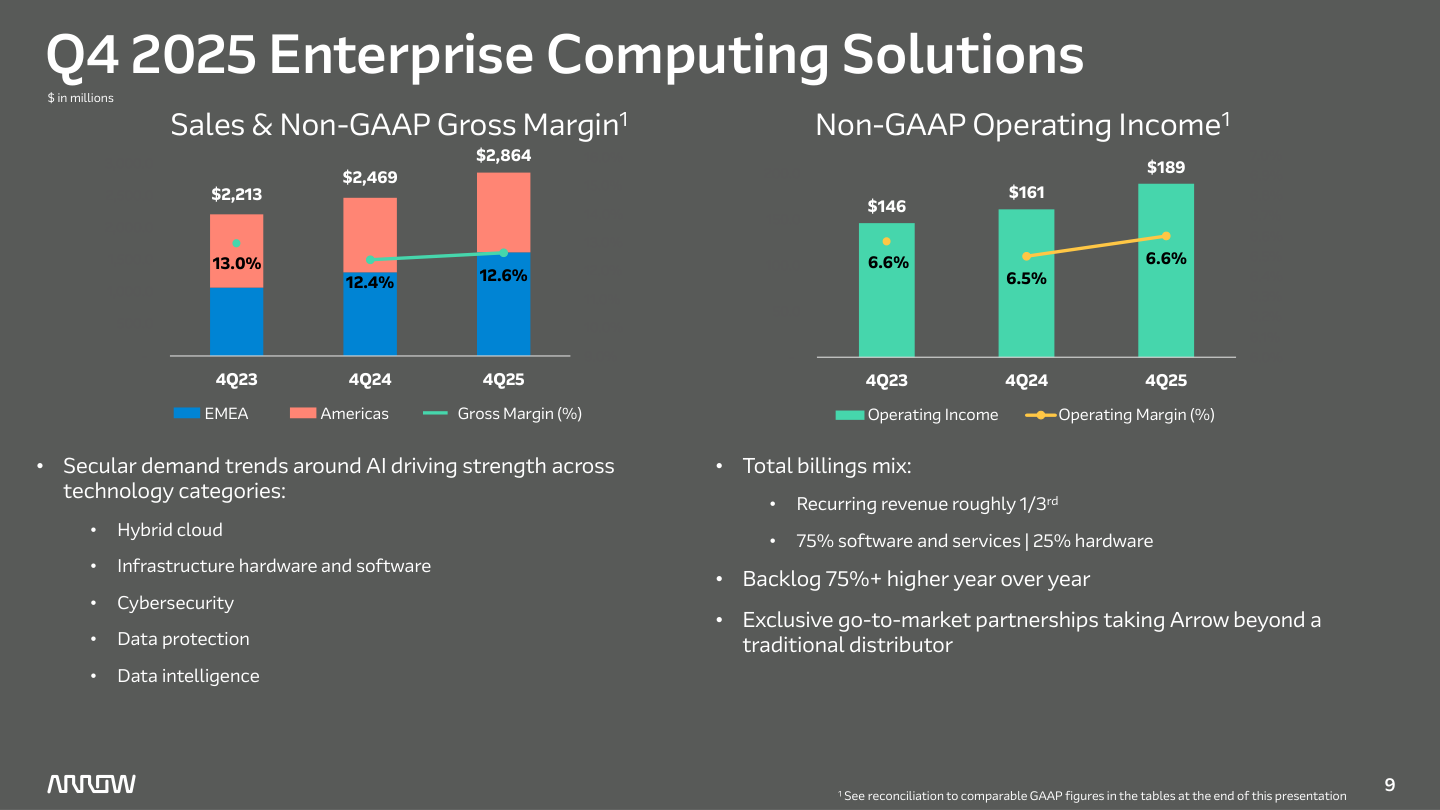 Q4 2025 Enterprise Computing Solutions
$ in millions
Sales & Non-GAAP Gross Margin1
$2,213
$2,469
$2,864
13.0%
12.4%
12.6%
4Q23
4Q24
4Q25
EMEA
Americas
Gross Margin (%)
Non-GAAP Operating Income1
$146
$161
$189
6.6%
6.5%
6.6%
4Q23
4Q24
4Q25
Operating Income
Operating Margin (%)
• Secular demand trends around AI driving strength across
technology categories:
• Hybrid cloud
• Infrastructure hardware and software
• Cybersecurity
• Data protection
• Data intelligence
• Total billings mix:
• Recurring revenue roughly 1/3rd
• 75% software and services | 25% hardware
• Backlog 75%+ higher year over year
• Exclusive go-to-market partnerships taking Arrow beyond a
traditional distributor
ARROW
1 See reconciliation to comparable GAAP figures in the tables at the end of this presentation
9